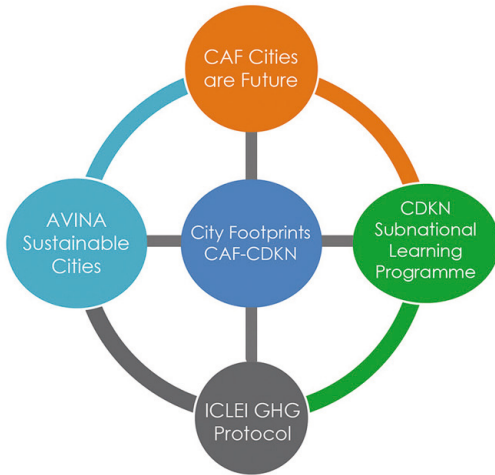 CAF Cities
are Future
AVINA
Sustainable
Cities
City Footprints
CAF-CDKN
CDKN
Subnational
Learning
Programme
ICLEI GHG
Protocol